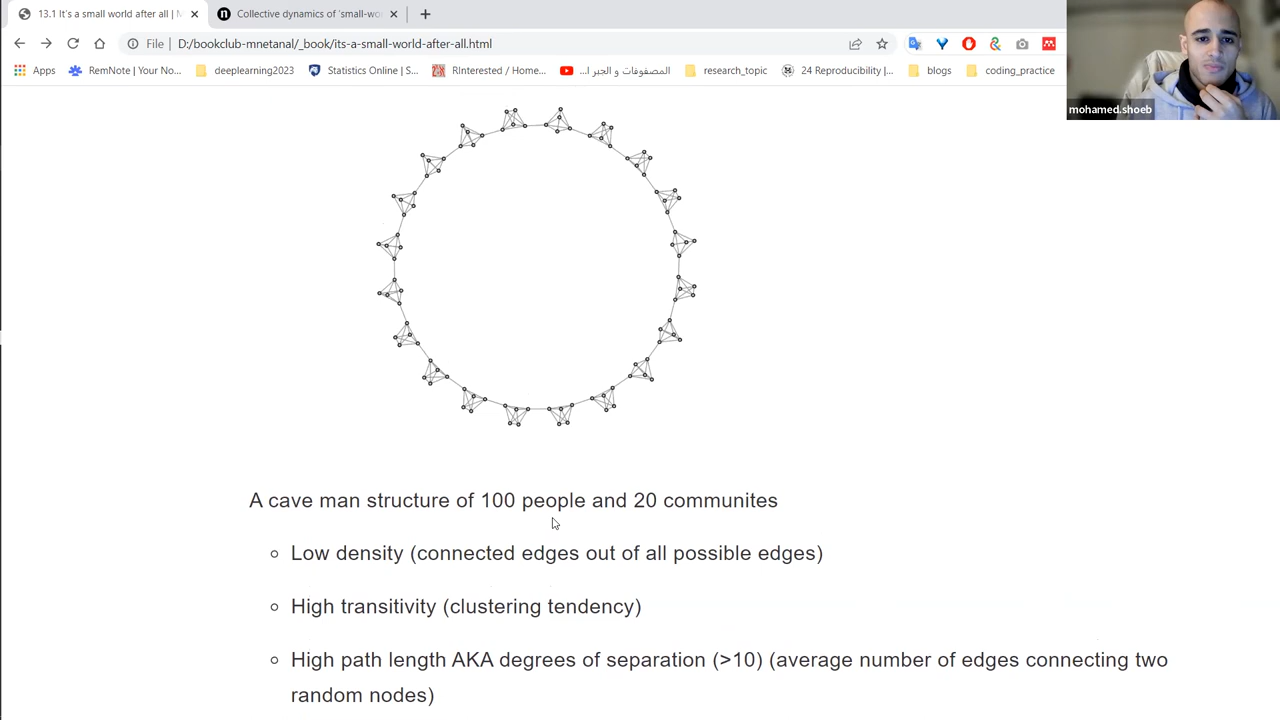 13.1 It's a small world after all | M
Collective dynamics of 'small-wo
File | D:/bookclub-mnetanal/_book/its-a-small-world-after-all.html
Apps
RemNote | Your No...
deeplearning2023
Statistics Online | S...
RInterested / Home...
المصفوفات و الجبر ا...
research_topic
24 Reproducibility |...
blogs
coding_practice
mohamed.shoeb
A cave man structure of 100 people and 20 communites
Low density (connected edges out of all possible edges)
High transitivity (clustering tendency)
High path length AKA degrees of separation (>10) (average number of edges connecting two
random nodes)